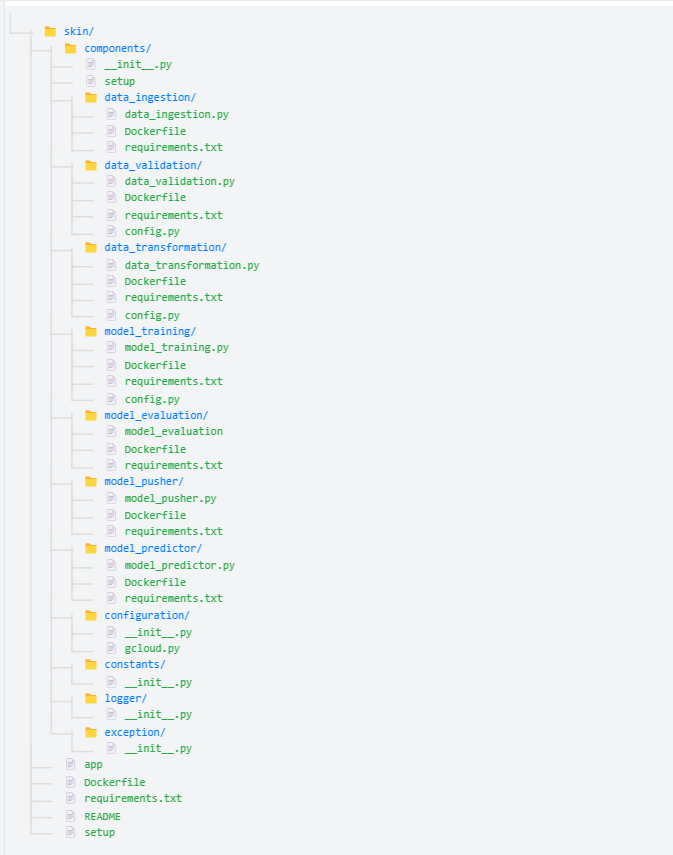 skin/
components/
__init__.py
setup
data_ingestion/
data_ingestion.py
Dockerfile
requirements.txt
data_validation/
data_validation.py
Dockerfile
requirements.txt
config.py
data_transformation/
data_transformation.py
Dockerfile
requirements.txt
config.py
model_training/
model_training.py
Dockerfile
requirements.txt
config.py
model_evaluation/
model_evaluation
Dockerfile
requirements.txt
model_pusher/
model_pusher.py
Dockerfile
requirements.txt
model_predictor/
model_predictor.py
Dockerfile
requirements.txt
configuration/
__init__.py
gcloud.py
constants/
__init__.py
logger/
__init__.py
exception/
__init__.py
app
Dockerfile
requirements.txt
README
setup